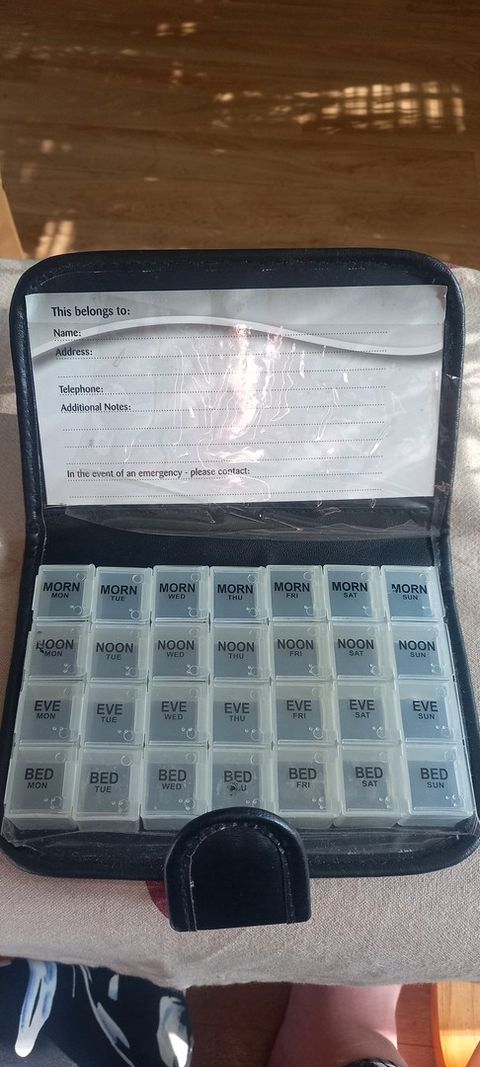 This belongs to:
Name:
Address:
Telephone:
Additional Notes:
In the event of an emergency - please contact:
MORN MORN MORN MORN MORN MORN MORN
MON TUE WED THU FRI SAT SUN
NOON NOON NOON NOON NOON NOON NOON
MON TUE WED THU FRI SAT SUN
EVE EVE EVE EVE EVE EVE EVE
MON TUE WED THU FRI SAT SUN
BED BED BED BED BED BED BED
MON TUE WED THU FRI SAT SUN